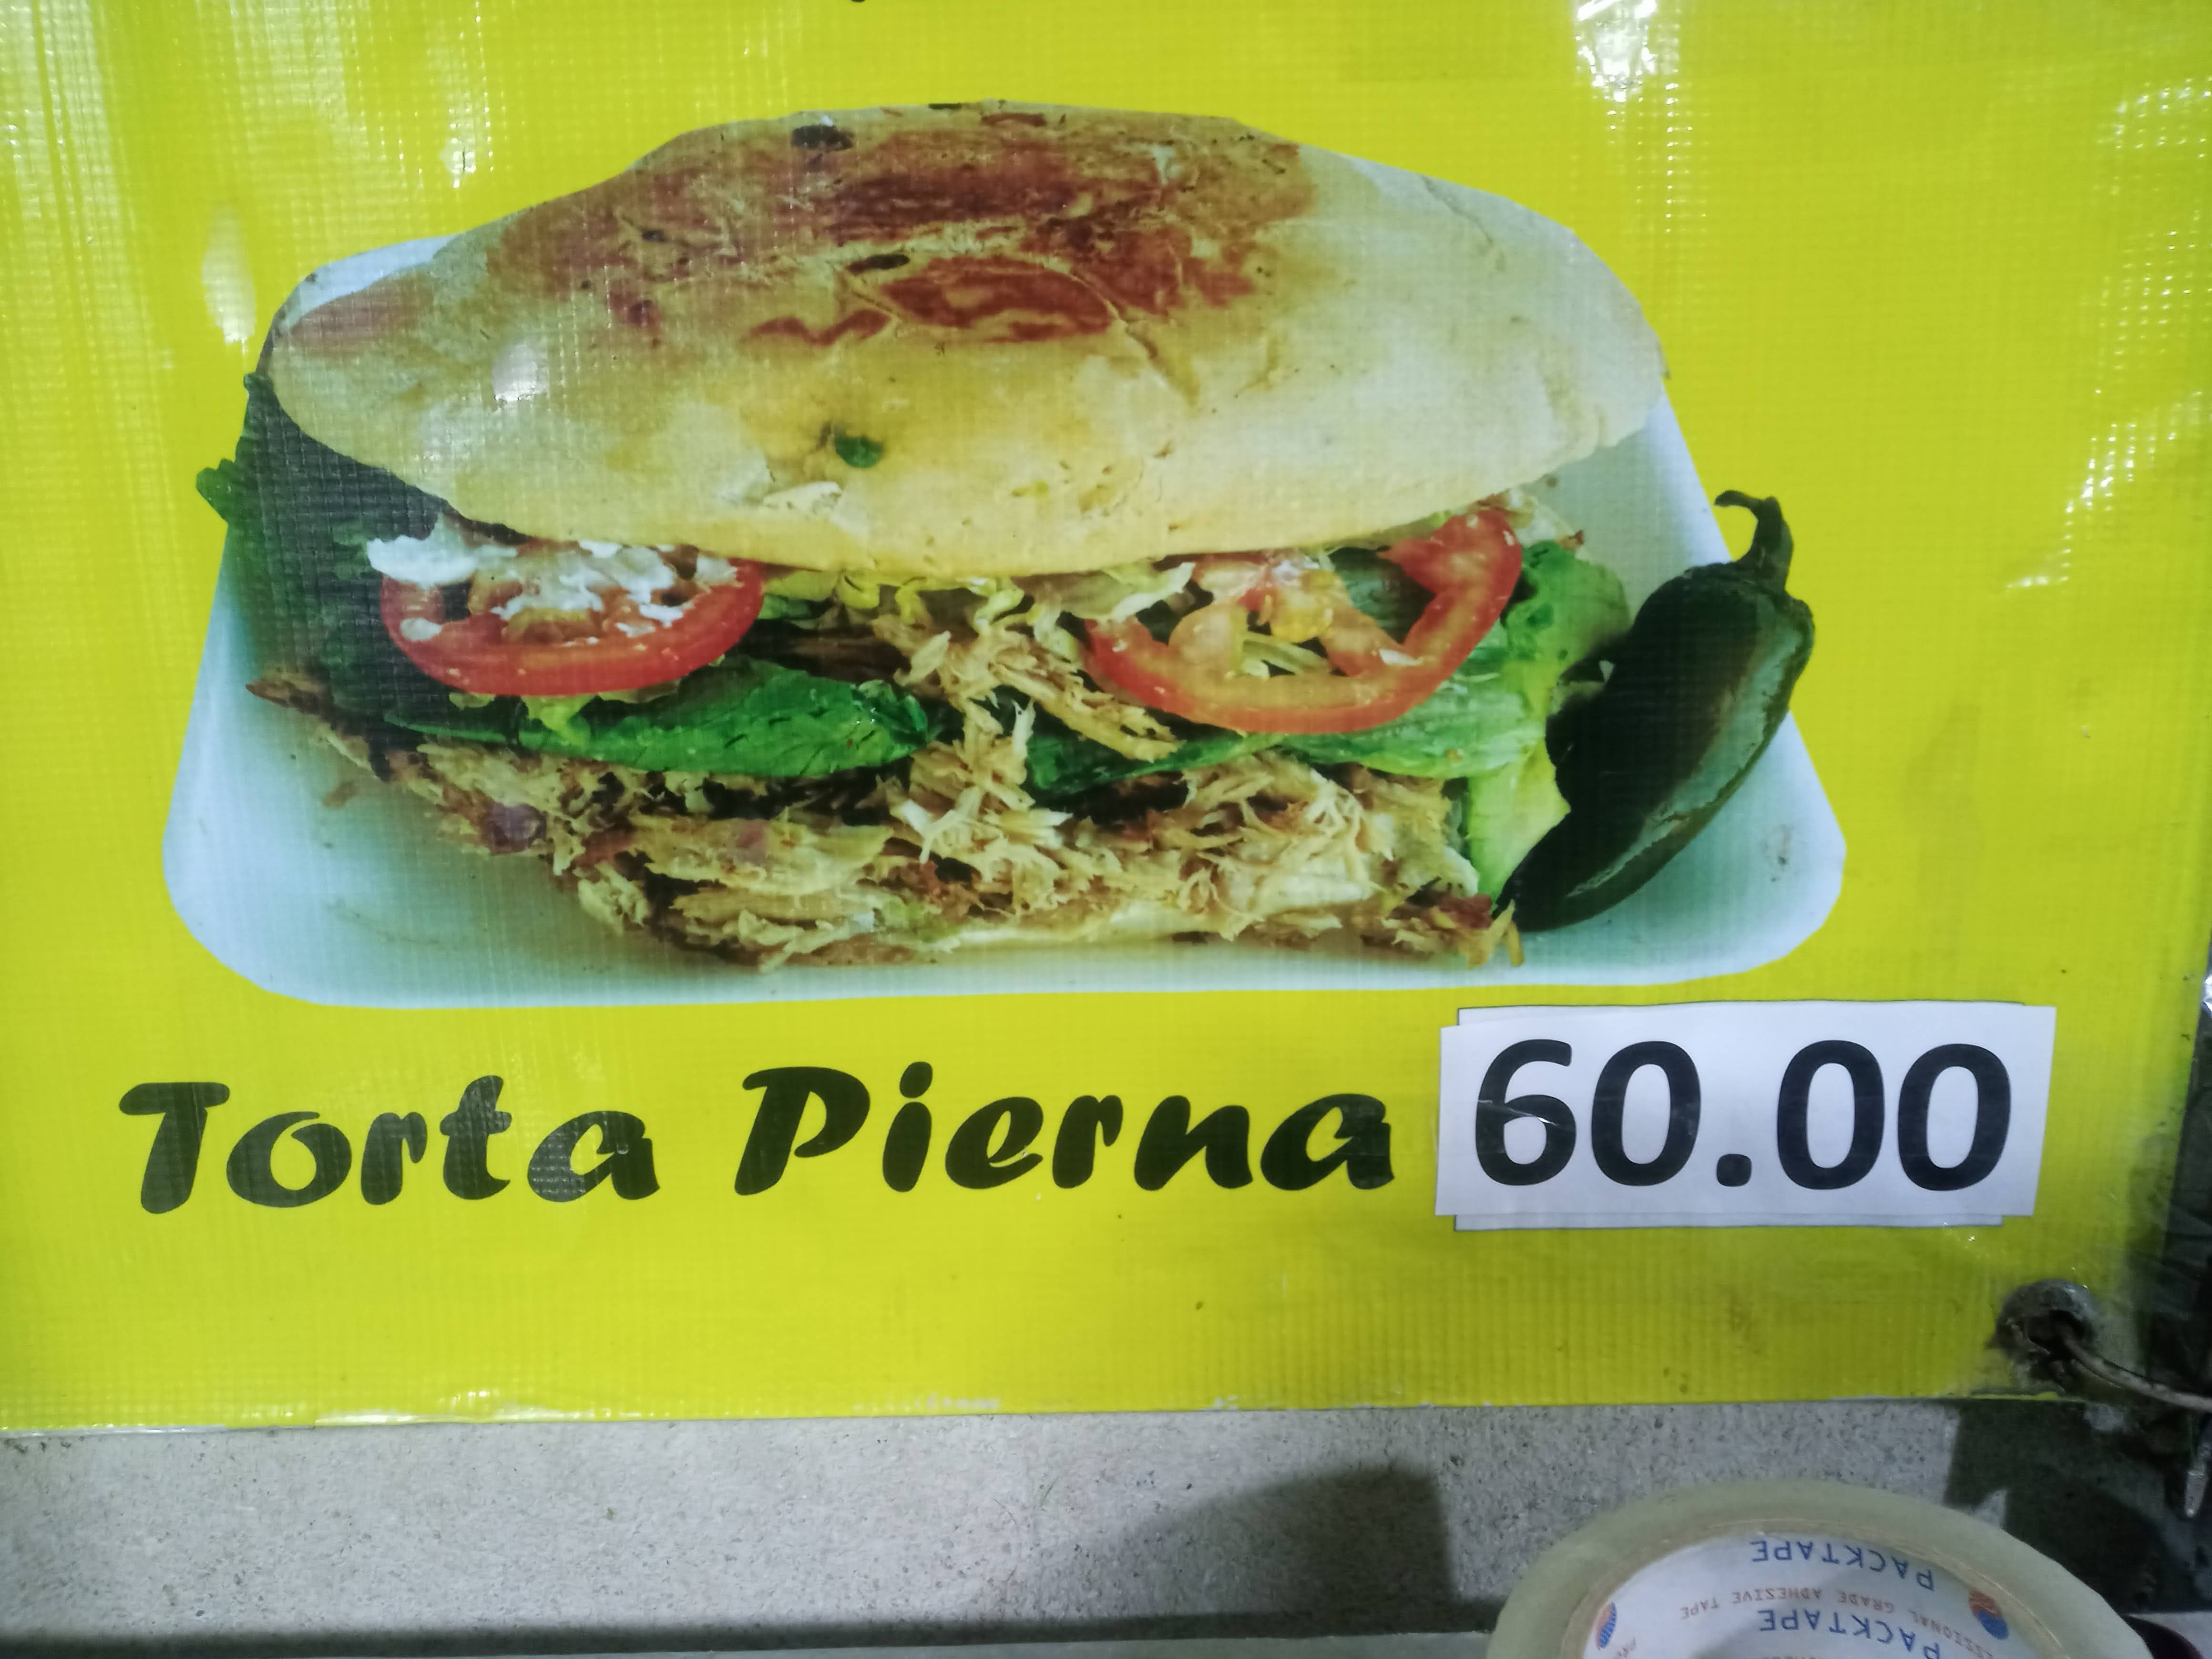 Torta Pierna 60.00
PACKTAPE
PACKTAPE